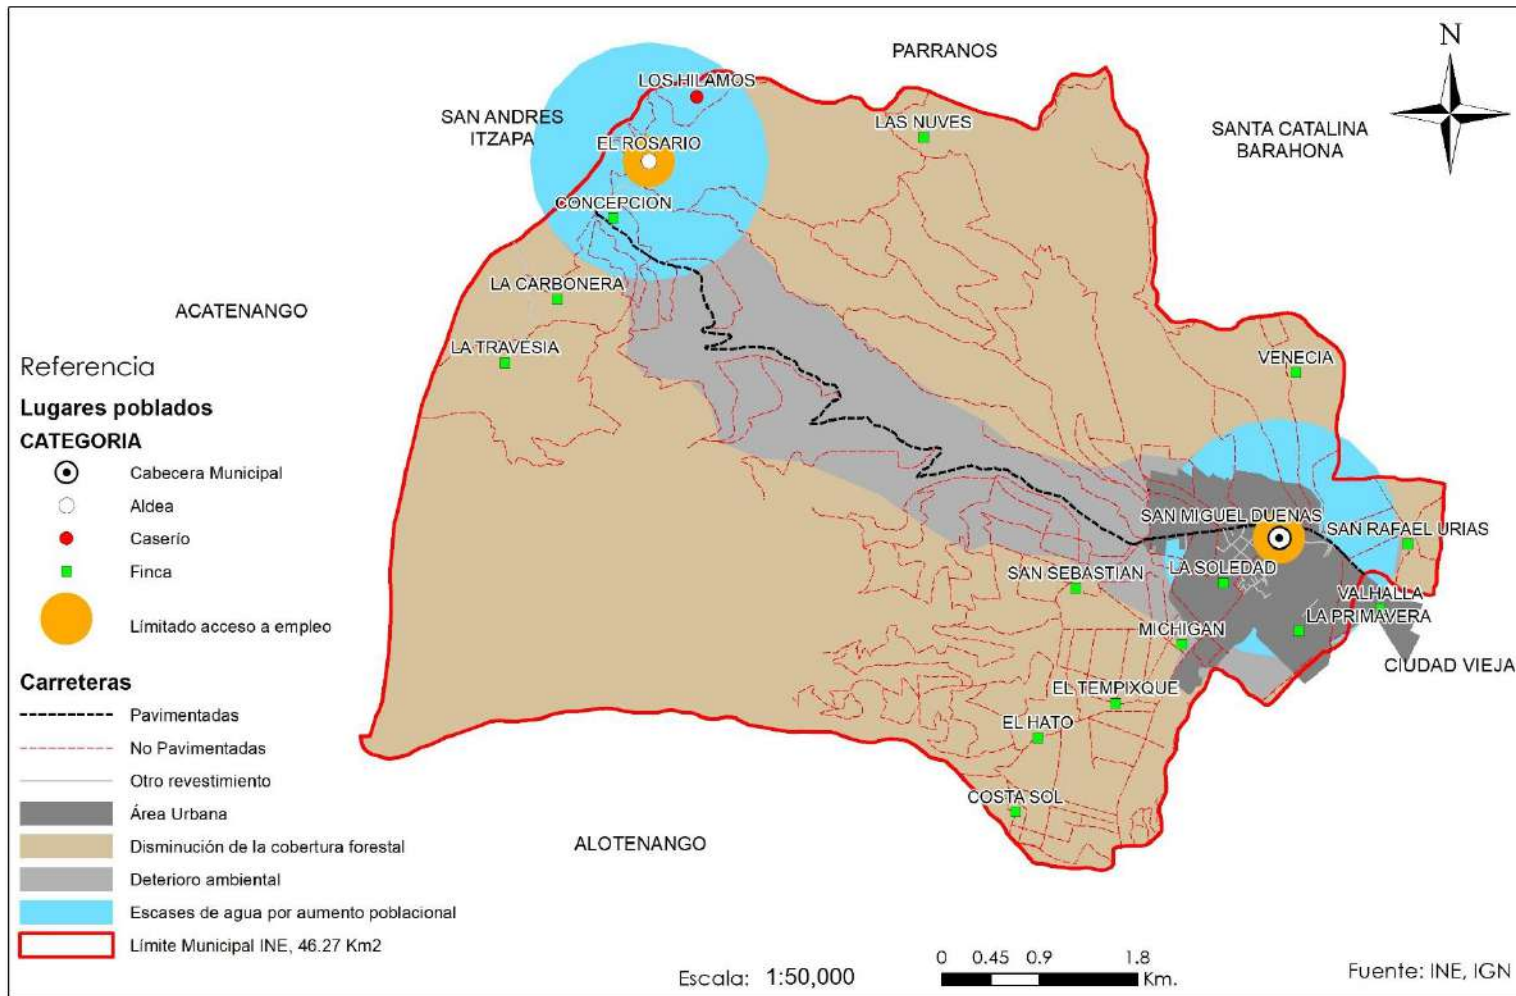 PARRANOS
N
LOS HILAMOS
SAN ANDRES
ITZAPA
LAS NUVES
SANTA CATALINA
BARAHONA
EL ROSARIO
CONCEPCION
LA CARBONERA
ACATENANGO
LA TRAVESIA
VENECIA
SAN MIGUEL DUENAS
SAN RAFAEL URIAS
SAN SEBASTIAN
LA SOLEDAD
VALHALLA
LA PRIMAVERA
MICHIGAN
CIUDAD VIEJA
EL TEMPIXQUE
EL HATO
COSTA SOL
ALOTENANGO
Referencia
Lugares poblados
CATEGORIA
Cabecera Municipal
Aldea
Caserío
Finca
Límitado acceso a empleo
Carreteras
Pavimentadas
No Pavimentadas
Otro revestimiento
Área Urbana
Disminución de la cobertura forestal
Deterioro ambiental
Escases de agua por aumento poblacional
Límite Municipal INE, 46.27 Km2
Escala: 1:50,000
0 0.45 0.9 1.8
Km.
Fuente: INE, IGN